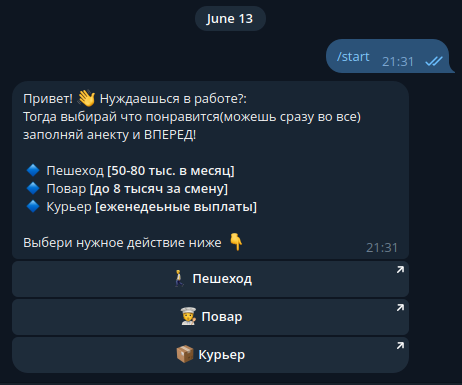 June 13
/start
21:31
Привет! 👋 Нуждаешься в работе?:
Тогда выбирай что понравится(можешь сразу во все)
заполняй анекту и ВПЕРЕД!
🔷 Пешеход [50-80 тыс. в месяц]
🔷 Повар [до 8 тысяч за смену]
🔷 Курьер [еженедеьные выплаты]
Выбери нужное действие ниже 👇
21:31
🚶 Пешеход
👩‍🍳 Повар
📦 Курьер